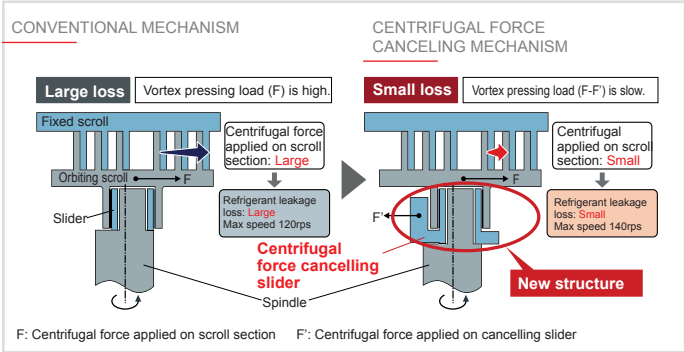 CONVENTIONAL MECHANISM
Large loss
Vortex pressing load (F) is high.
Fixed scroll
Centrifugal force
applied on scroll
section: Large
Orbiting scroll
F
Slider
Refrigerant leakage
loss: Large
Max speed 120rps
CENTRIFUGAL FORCE
CANCELING MECHANISM
Small loss
Vortex pressing load (F-F') is slow.
Centrifugal
applied on scroll
section: Small
F
F'
Refrigerant leakage
loss: Small
Max speed 140rps
Centrifugal
force cancelling
slider
New structure
Spindle
F: Centrifugal force applied on scroll section
F': Centrifugal force applied on cancelling slider